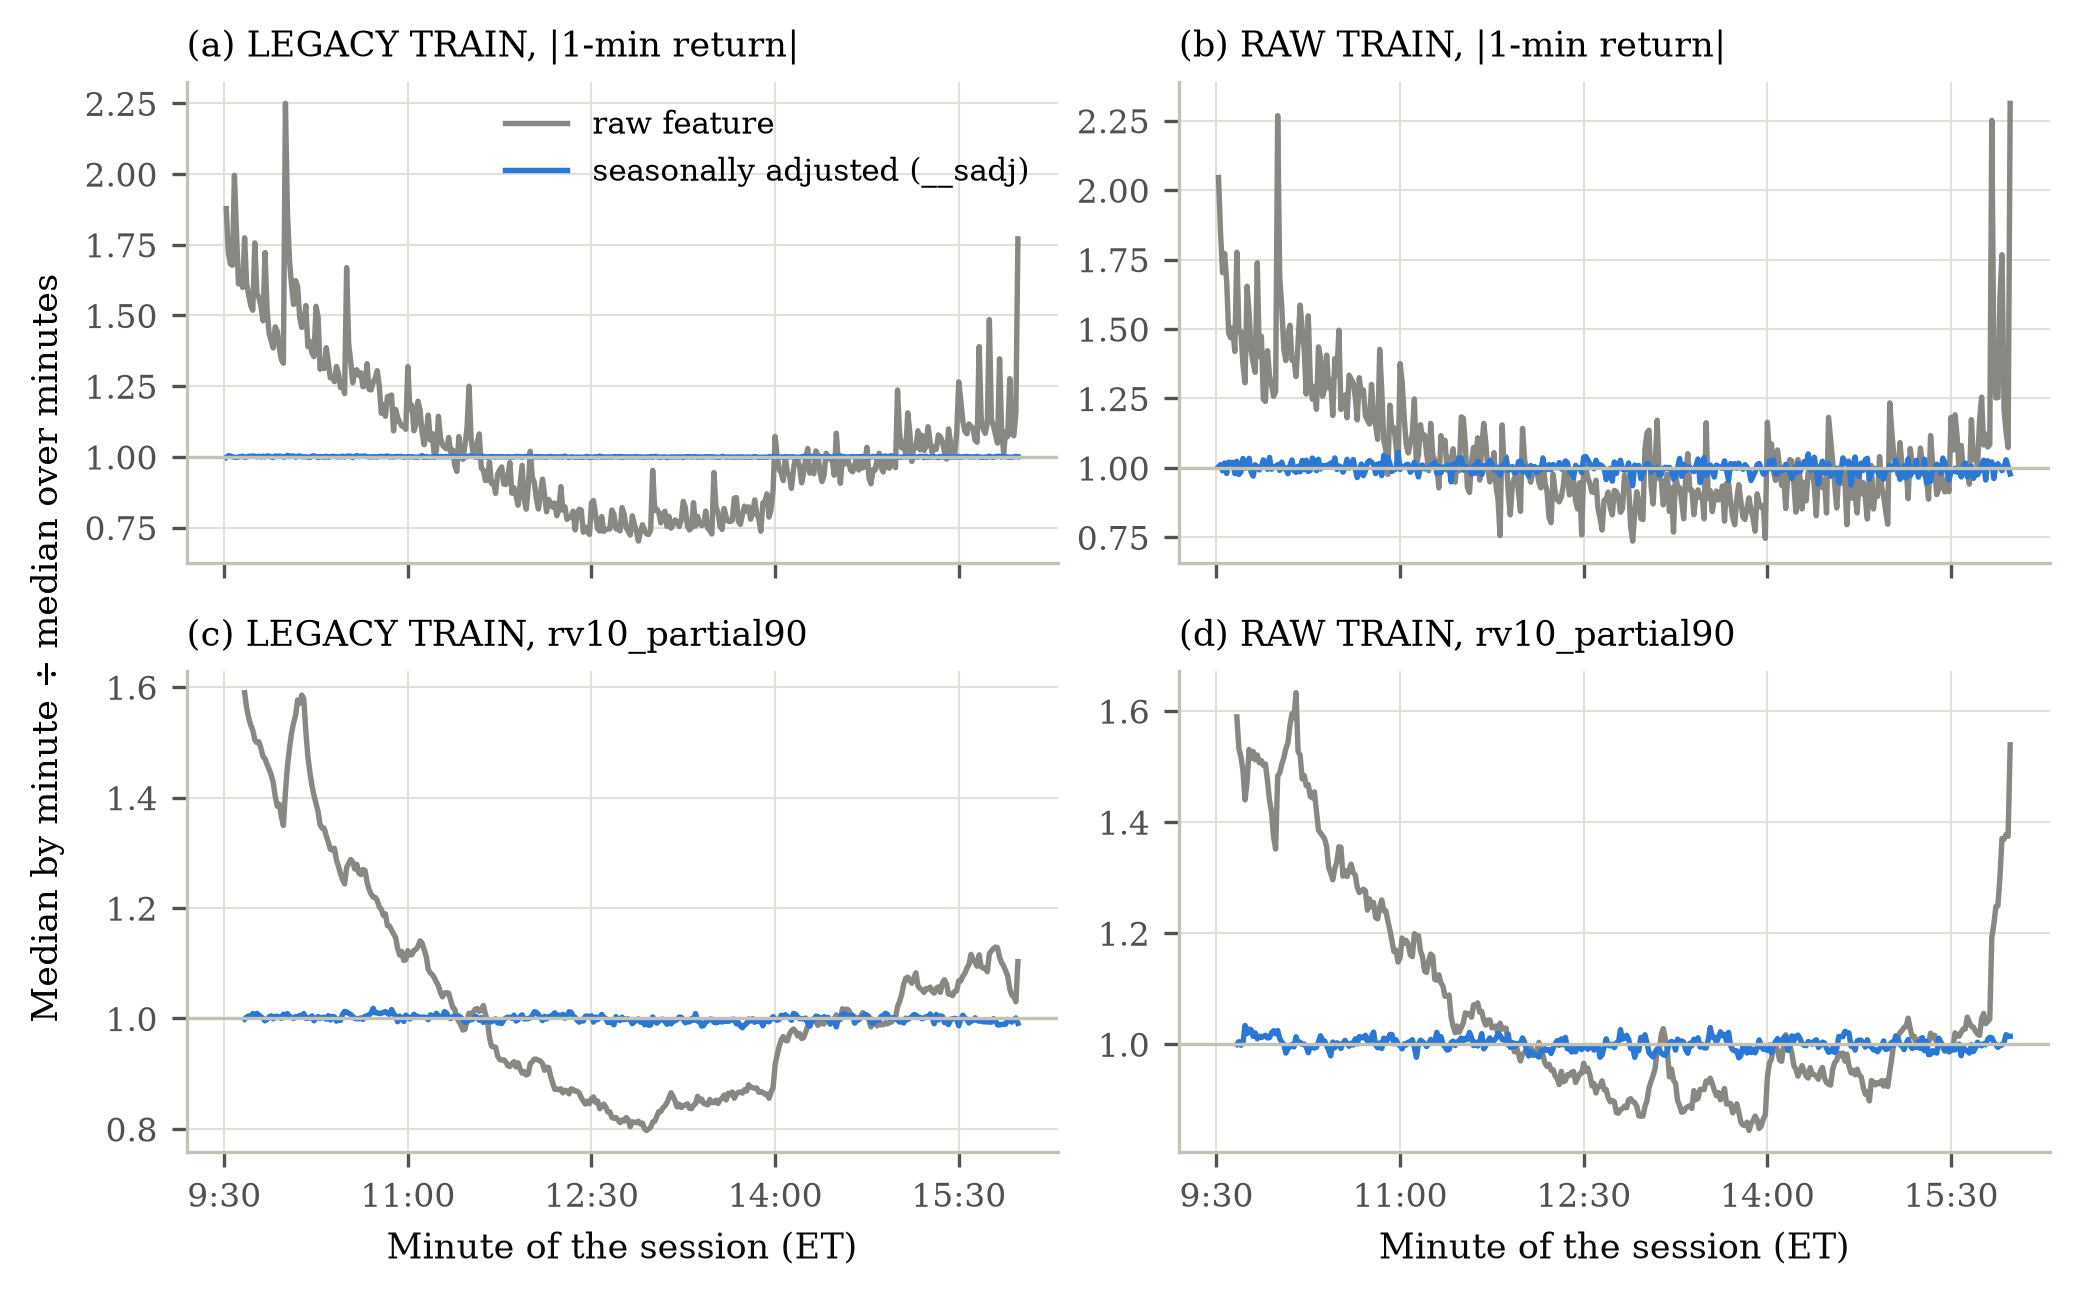 (a) LEGACY TRAIN, |1-min return|
(b) RAW TRAIN, |1-min return|
2.25
2.00
1.75
1.50
1.25
1.00
0.75
raw feature
seasonally adjusted (__sadj)
2.25
2.00
1.75
1.50
1.25
1.00
0.75
Median by minute ÷ median over minutes
(c) LEGACY TRAIN, rv10_partial90
(d) RAW TRAIN, rv10_partial90
1.6
1.4
1.2
1.0
0.8
1.6
1.4
1.2
1.0
9:30 11:00 12:30 14:00 15:30
9:30 11:00 12:30 14:00 15:30
Minute of the session (ET)
Minute of the session (ET)